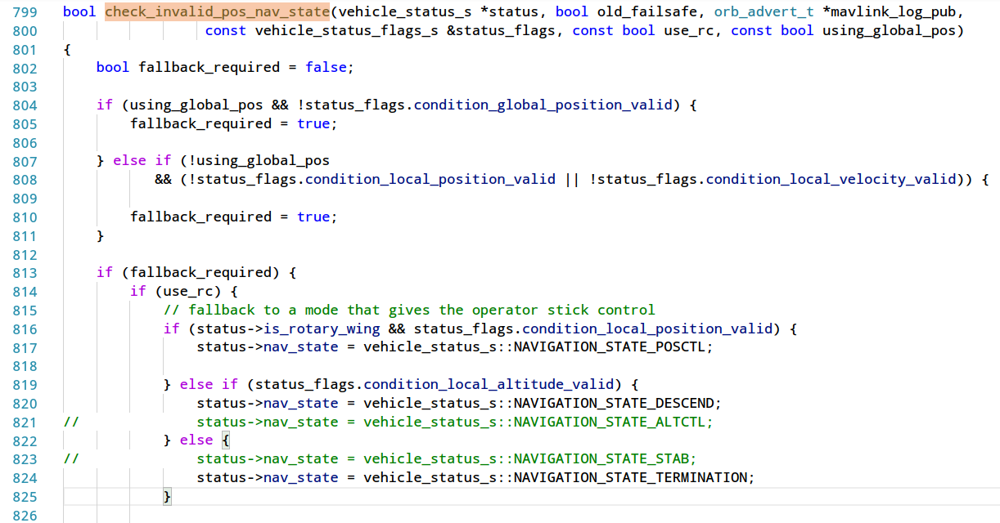 799 bool check_invalid_pos_nav_state(vehicle_status_s *status, bool old_failsafe, orb_advert_t *mavlink_log_pub,
800 const vehicle_status_flags_s &status_flags, const bool use_rc, const bool using_global_pos)
801 {
802 bool fallback_required = false;
803
804 if (using_global_pos && !status_flags.condition_global_position_valid) {
805 fallback_required = true;
806
807 } else if (!using_global_pos
808 && (!status_flags.condition_local_position_valid || !status_flags.condition_local_velocity_valid)) {
809
810 fallback_required = true;
811 }
812
813 if (fallback_required) {
814 if (use_rc) {
815 // fallback to a mode that gives the operator stick control
816 if (status->is_rotary_wing && status_flags.condition_local_position_valid) {
817 status->nav_state = vehicle_status_s::NAVIGATION_STATE_POSCTL;
818
819 } else if (status_flags.condition_local_altitude_valid) {
820 status->nav_state = vehicle_status_s::NAVIGATION_STATE_DESCEND;
821 // status->nav_state = vehicle_status_s::NAVIGATION_STATE_ALTCTL;
822 } else {
823 // status->nav_state = vehicle_status_s::NAVIGATION_STATE_STAB;
824 status->nav_state = vehicle_status_s::NAVIGATION_STATE_TERMINATION;
825 }
826